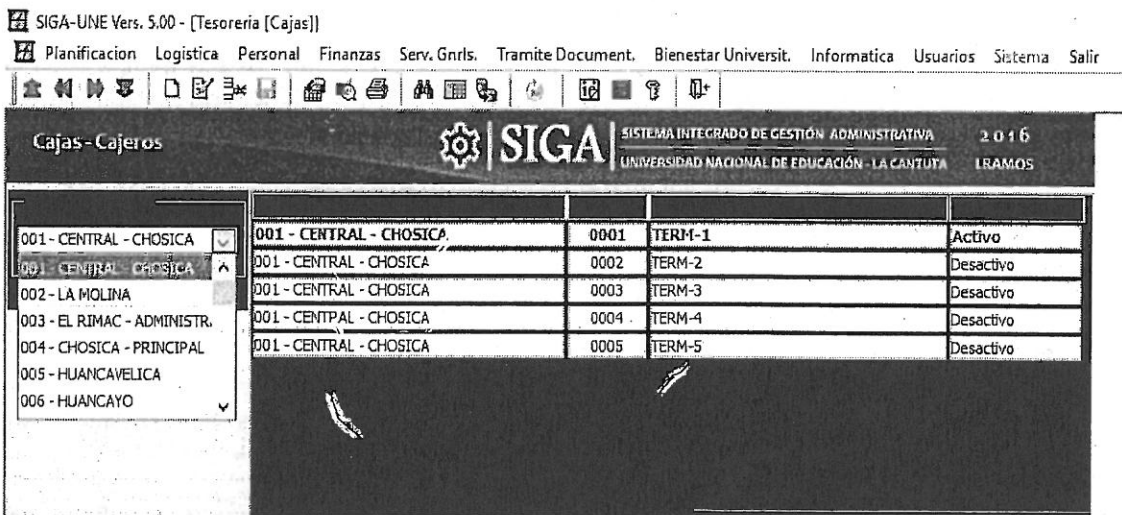 SIGA-UNE Vers. 5.00 - [Tesoreria [Cajas]]
Planificacion Logistica Personal Finanzas Serv. Gnrls. Tramite Document. Bienestar Universit. Informatica Usuarios Sistema Salir
Cajas - Cajeros
SIGA
SISTEMA INTEGRADO DE GESTIÓN ADMINISTRATIVA
UNIVERSIDAD NACIONAL DE EDUCACIÓN - LA CANTUTA
2016
LRAMOS
001 - CENTRAL - CHOSICA
001 - CENTRAL - CHOSICA
002 - LA MOLINA
003 - EL RIMAC - ADMINISTR.
004 - CHOSICA - PRINCIPAL
005 - HUANCAVELICA
006 - HUANCAYO
001 - CENTRAL - CHOSICA 0001 TERM-1 Activo
001 - CENTRAL - CHOSICA 0002 TERM-2 Desactivo
001 - CENTRAL - CHOSICA 0003 TERM-3 Desactivo
001 - CENTRAL - CHOSICA 0004 TERM-4 Desactivo
001 - CENTRAL - CHOSICA 0005 TERM-5 Desactivo